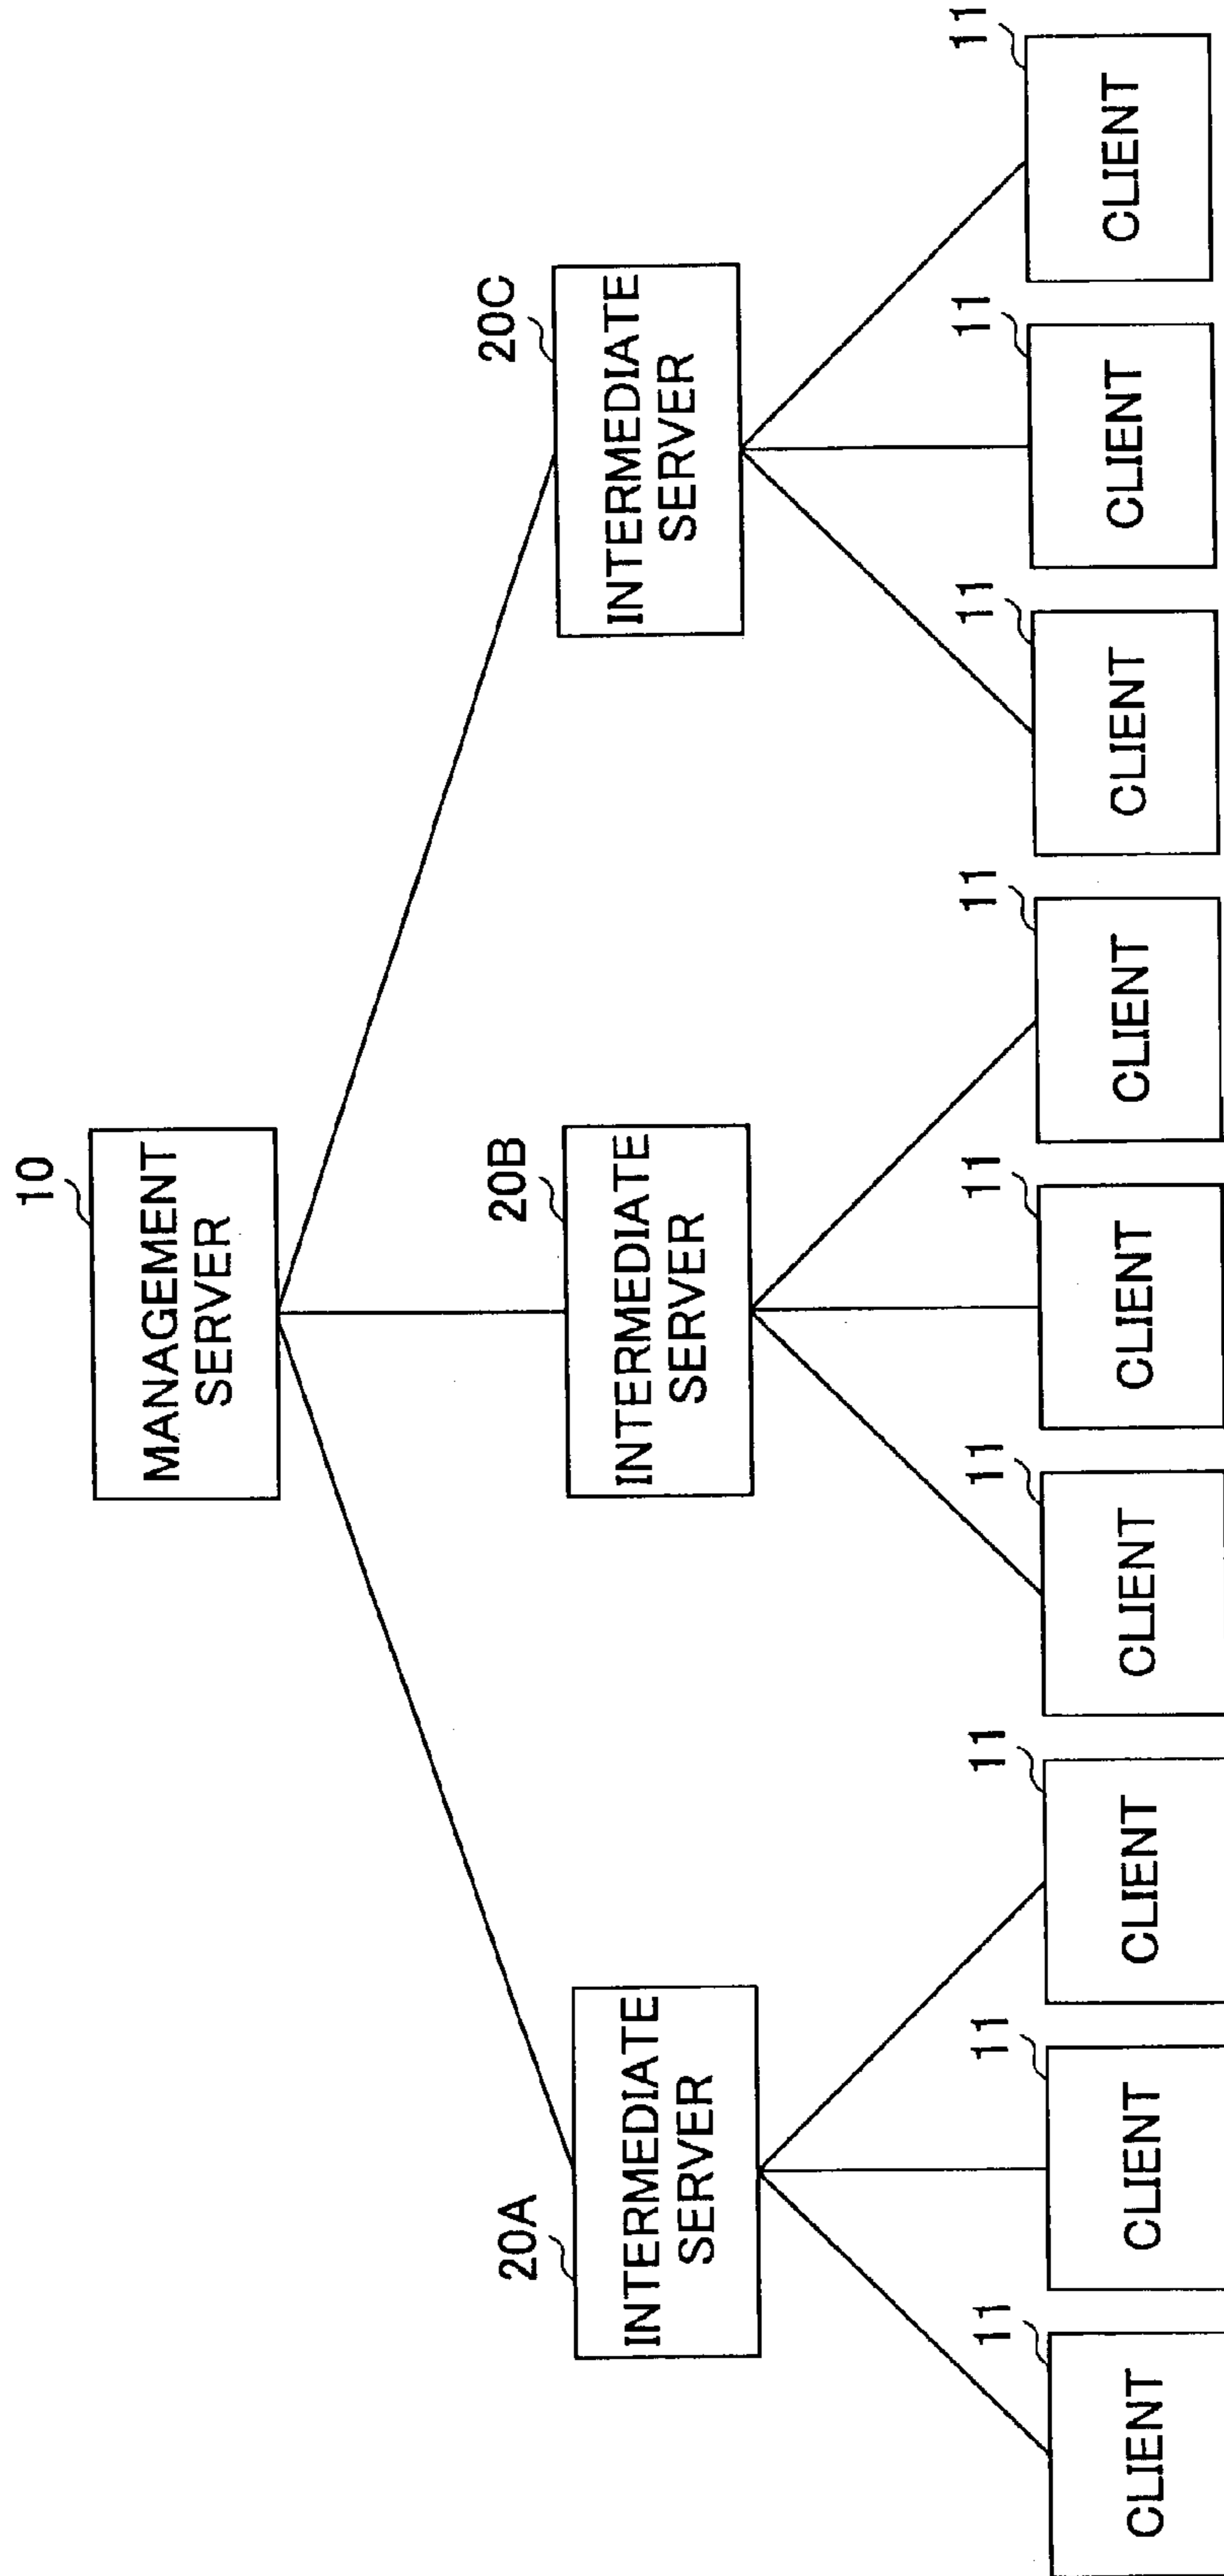 10
MANAGEMENT
SERVER
20A
INTERMEDIATE
SERVER
20B
INTERMEDIATE
SERVER
20C
INTERMEDIATE
SERVER
11
CLIENT
11
CLIENT
11
CLIENT
11
CLIENT
11
CLIENT
11
CLIENT
11
CLIENT
11
CLIENT
11
CLIENT